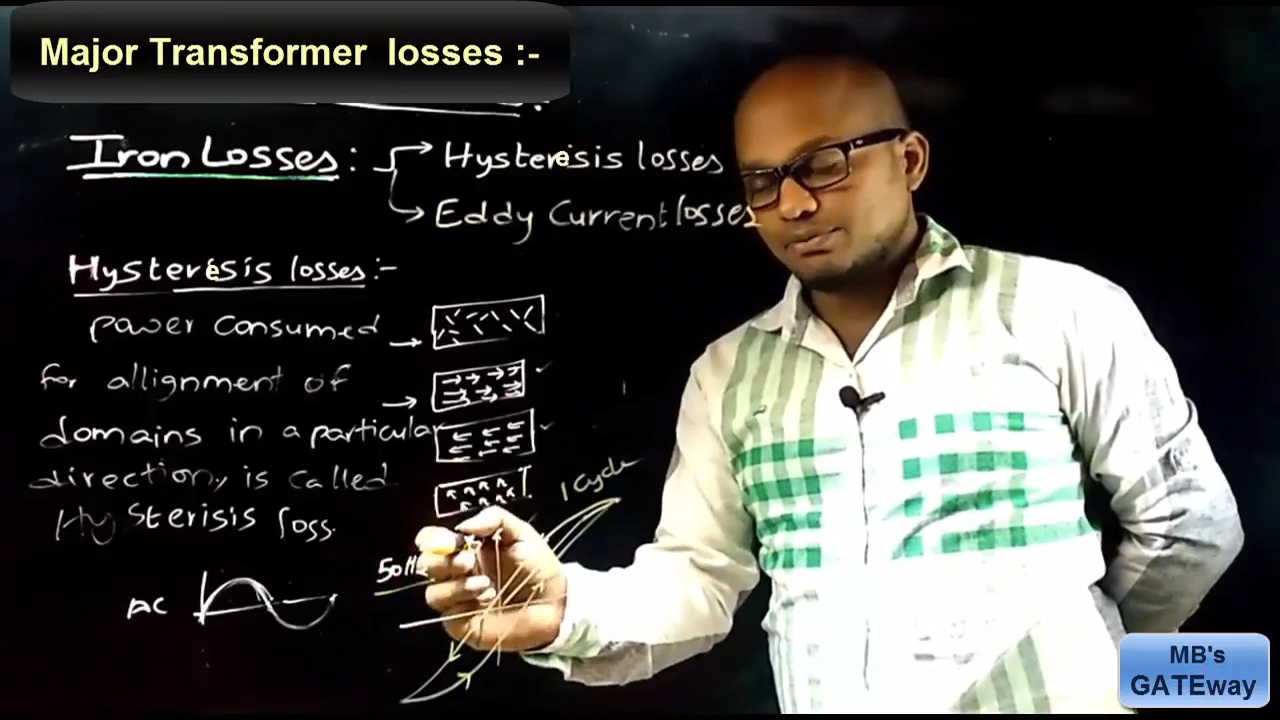 Major Transformer losses :-
Iron Losses :
Hysteresis losses
Eddy Current losses
Hysteresis losses :-
power consumed
for allignment of
domains in a particular
direction, is called
Hysterisis loss.
1 cycle
50 Hz
AC
MB's
GATEway